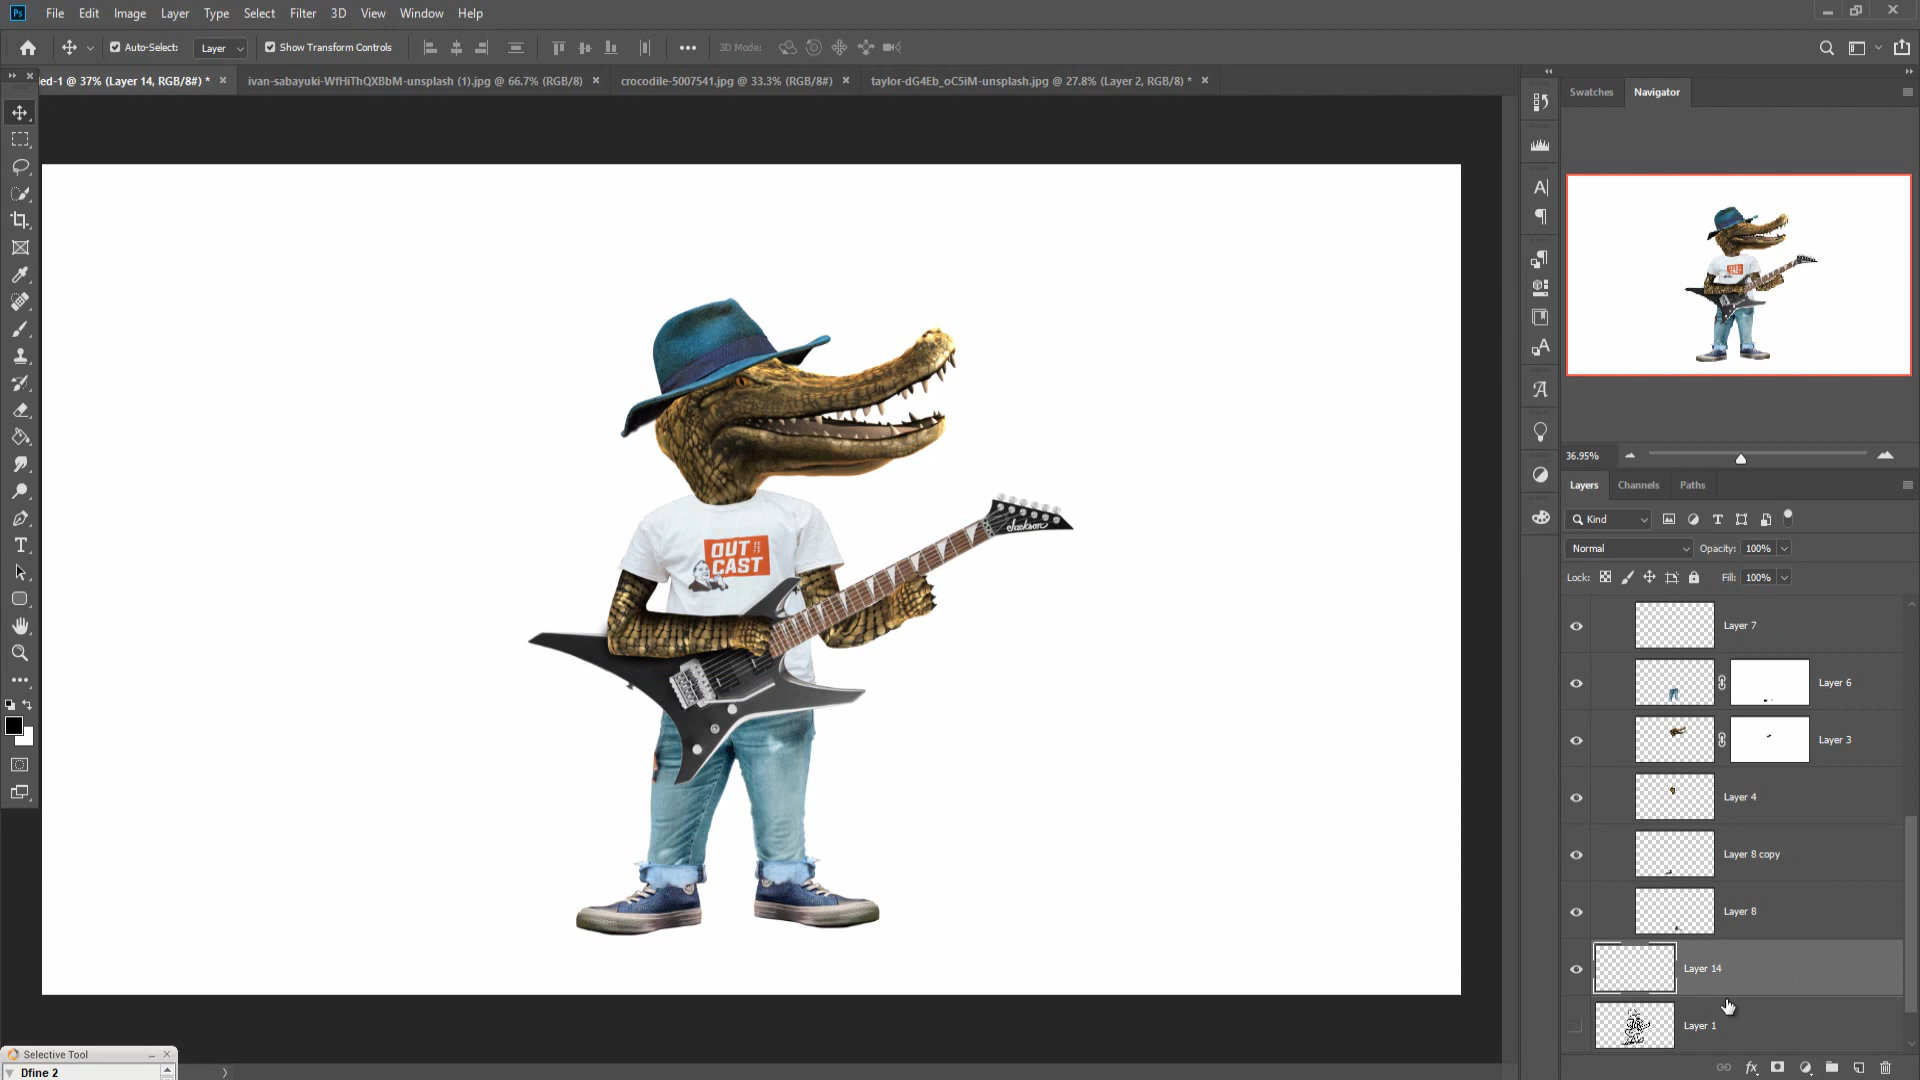 Ps File Edit Image Layer Type Select Filter 3D View Window Help
Auto-Select: Layer Show Transform Controls 3D Mode:
ed-1 @ 37% (Layer 14, RGB/8#) * ivan-sabayuki-WfHiThQXBbM-unsplash (1).jpg @ 66.7% (RGB/8) crocodile-5007541.jpg @ 33.3% (RGB/8#) taylor-dG4Eb_oC5iM-unsplash.jpg @ 27.8% (Layer 2, RGB/8) *
Swatches Navigator
36.95%
Layers Channels Paths
Kind
Normal Opacity: 100%
Lock: Fill: 100%
Layer 7
Layer 6
Layer 3
Layer 4
Layer 8 copy
Layer 8
Layer 14
Layer 1
Jackson
OUT
CAST
Selective Tool
Dfine 2